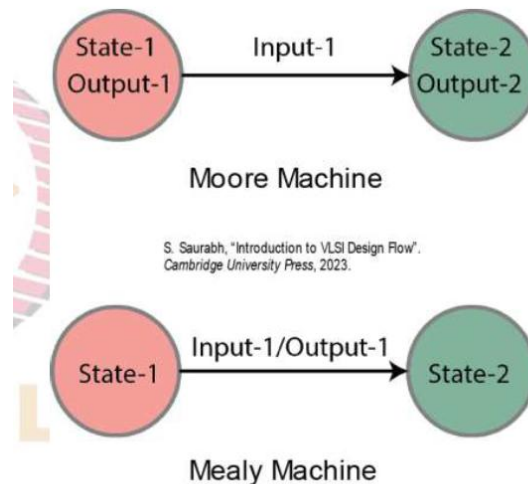 State-1
Output-1
Input-1
State-2
Output-2
Moore Machine
S. Saurabh, "Introduction to VLSI Design Flow".
Cambridge University Press, 2023.
State-1
Input-1/Output-1
State-2
L
Mealy Machine